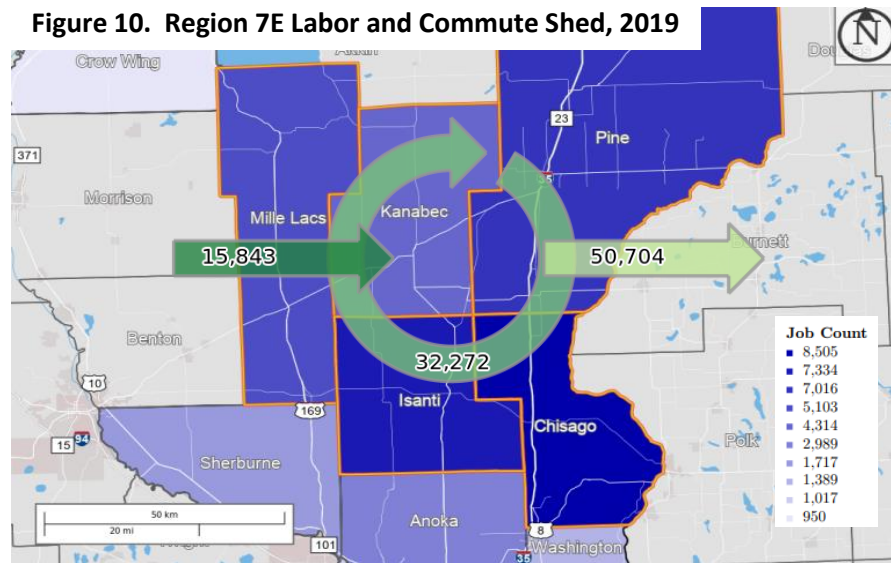 Figure 10. Region 7E Labor and Commute Shed, 2019
N
Crow Wing
Aitkin
23
Pine
371
35
Morrison
Mille Lacs
Kanabec
15,843
50,704
Burnett
Benton
Job Count
8,505
7,334
7,016
5,103
4,314
2,989
1,717
1,389
1,017
950
32,272
10
169
Isanti
Chisago
Polk
15
94
Sherburne
50 km
20 mi
Anoka
8
101
35
Washington